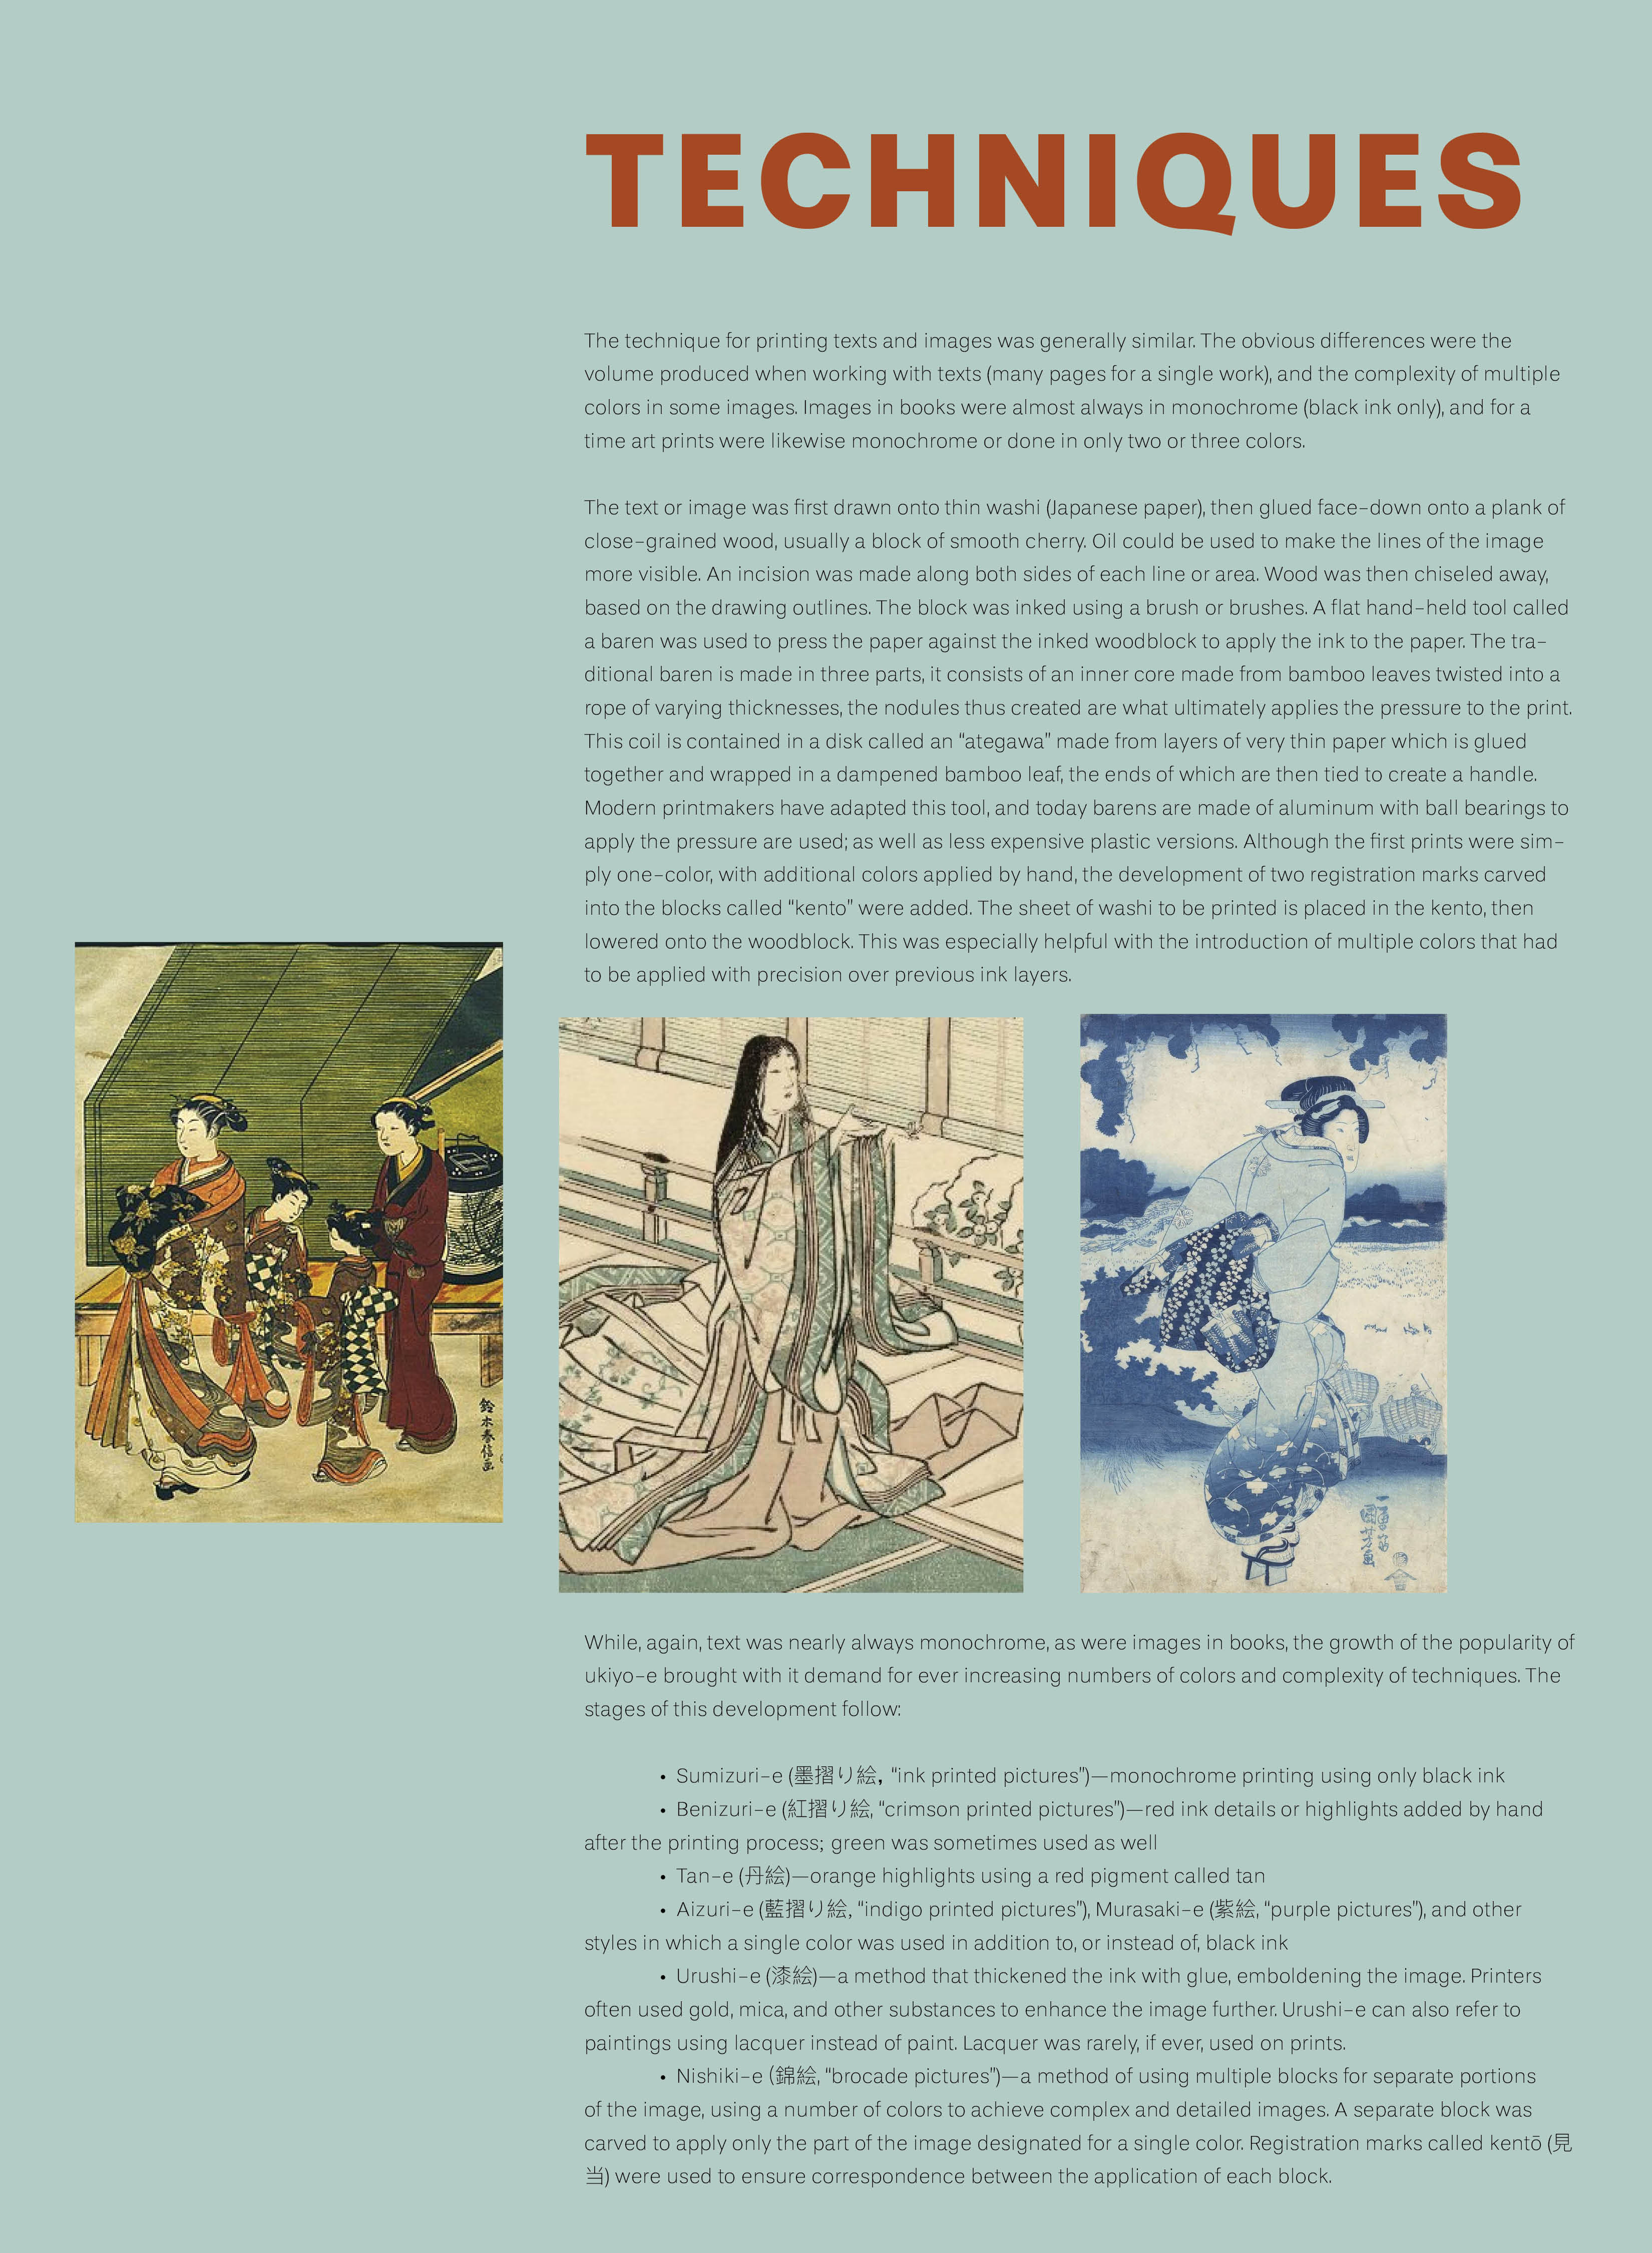 TECHNIQUES
The technique for printing texts and images was generally similar. The obvious differences were the
volume produced when working with texts (many pages for a single work), and the complexity of multiple
colors in some images. Images in books were almost always in monochrome (black ink only), and for a
time art prints were likewise monochrome or done in only two or three colors.
The text or image was first drawn onto thin washi (Japanese paper), then glued face-down onto a plank of
close-grained wood, usually a block of smooth cherry. Oil could be used to make the lines of the image
more visible. An incision was made along both sides of each line or area. Wood was then chiseled away,
based on the drawing outlines. The block was inked using a brush or brushes. A flat hand-held tool called
a baren was used to press the paper against the inked woodblock to apply the ink to the paper. The tra-
ditional baren is made in three parts, it consists of an inner core made from bamboo leaves twisted into a
rope of varying thicknesses, the nodules thus created are what ultimately applies the pressure to the print.
This coil is contained in a disk called an “ategawa” made from layers of very thin paper which is glued
together and wrapped in a dampened bamboo leaf, the ends of which are then tied to create a handle.
Modern printmakers have adapted this tool, and today barens are made of aluminum with ball bearings to
apply the pressure are used; as well as less expensive plastic versions. Although the first prints were sim-
ply one-color, with additional colors applied by hand, the development of two registration marks carved
into the blocks called “kento” were added. The sheet of washi to be printed is placed in the kento, then
lowered onto the woodblock. This was especially helpful with the introduction of multiple colors that had
to be applied with precision over previous ink layers.
鈴木春信画
一勇斎
國芳画
While, again, text was nearly always monochrome, as were images in books, the growth of the popularity of
ukiyo-e brought with it demand for ever increasing numbers of colors and complexity of techniques. The
stages of this development follow:
• Sumizuri-e (墨摺り絵, “ink printed pictures”)—monochrome printing using only black ink
• Benizuri-e (紅摺り絵, “crimson printed pictures”)—red ink details or highlights added by hand
after the printing process; green was sometimes used as well
• Tan-e (丹絵)—orange highlights using a red pigment called tan
• Aizuri-e (藍摺り絵, “indigo printed pictures”), Murasaki-e (紫絵, “purple pictures”), and other
styles in which a single color was used in addition to, or instead of, black ink
• Urushi-e (漆絵)—a method that thickened the ink with glue, emboldening the image. Printers
often used gold, mica, and other substances to enhance the image further. Urushi-e can also refer to
paintings using lacquer instead of paint. Lacquer was rarely, if ever, used on prints.
• Nishiki-e (錦絵, “brocade pictures”)—a method of using multiple blocks for separate portions
of the image, using a number of colors to achieve complex and detailed images. A separate block was
carved to apply only the part of the image designated for a single color. Registration marks called kentō (見
当) were used to ensure correspondence between the application of each block.